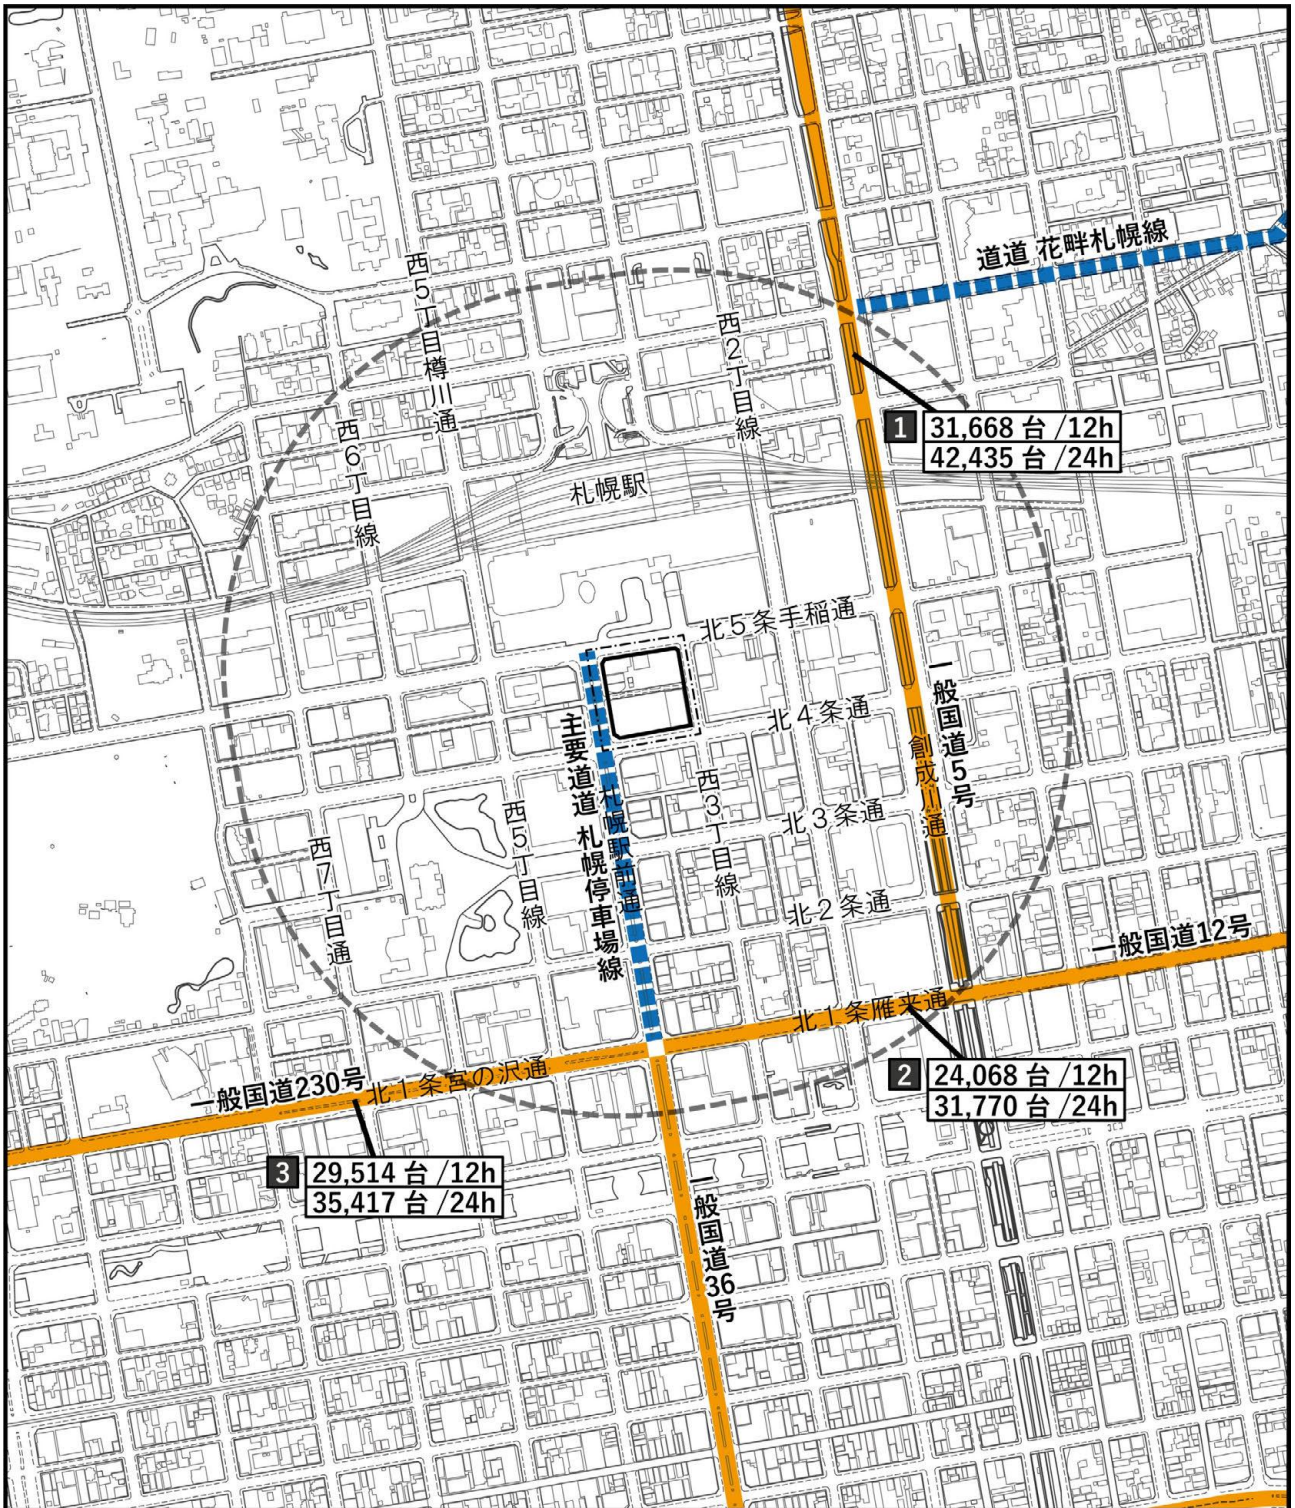 道道 花畔札幌線
西5丁目樽川通
西2丁目線
西6丁目線
1
31,668 台 /12h
42,435 台 /24h
札幌駅
北5条手稲通
一般国道5号
北4条通
創成川通
主要道道 札幌停車場線
札幌駅前通
西3丁目線
北3条通
西5丁目線
西7丁目通
北2条通
一般国道12号
北1条雁来通
北1条宮の沢通
一般国道230号
2
24,068 台 /12h
31,770 台 /24h
3
29,514 台 /12h
35,417 台 /24h
一般国道36号